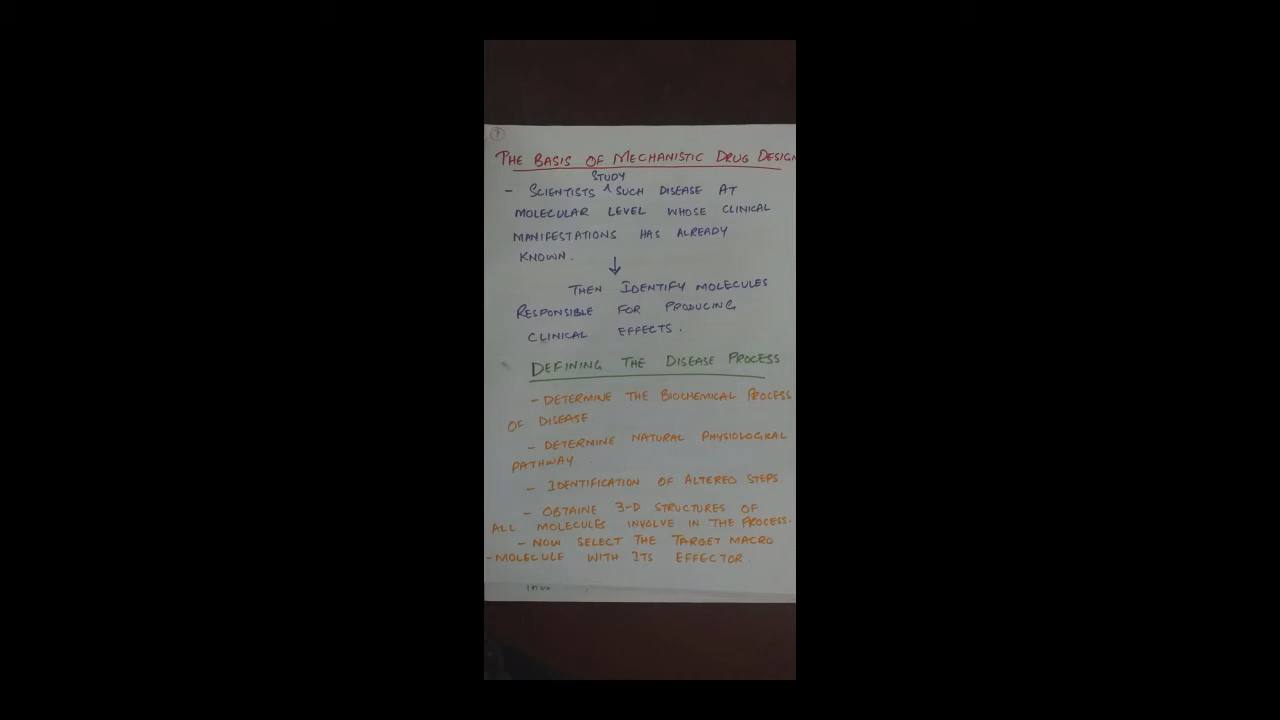 THE BASIS OF MECHANISTIC DRUG DESIGN
STUDY
- SCIENTISTS ^ SUCH DISEASE AT
MOLECULAR LEVEL WHOSE CLINICAL
MANIFESTATIONS HAS ALREADY
KNOWN.
↓
THEN IDENTIFY MOLECULES
RESPONSIBLE FOR PRODUCING
CLINICAL EFFECTS.
DEFINING THE DISEASE PROCESS
- DETERMINE THE BIOCHEMICAL PROCESS
OF DISEASE.
- DETERMINE NATURAL PHYSIOLOGICAL
PATHWAY.
- IDENTIFICATION OF ALTERED STEPS.
- OBTAINE 3-D STRUCTURES OF
ALL MOLECULES INVOLVE IN THE PROCESS.
- NOW SELECT THE TARGET MACRO
-MOLECULE WITH ITS EFFECTOR.